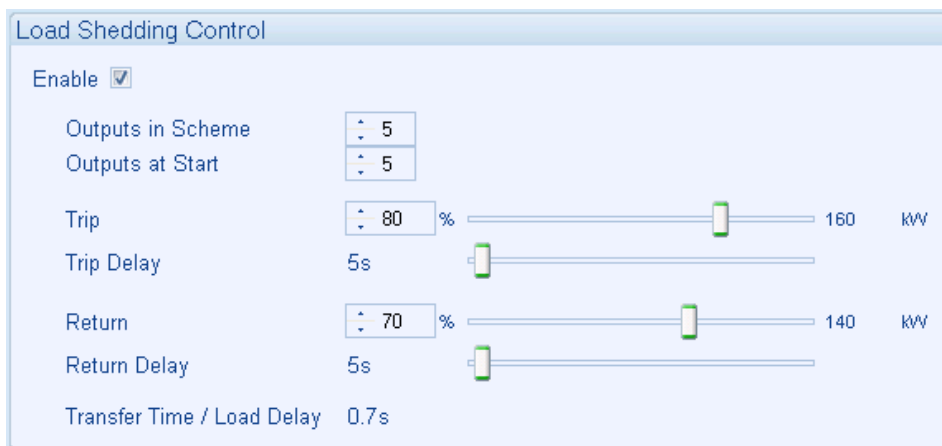 Load Shedding Control
Enable
Outputs in Scheme 5
Outputs at Start 5
Trip 80 % 160 kW
Trip Delay 5s
Return 70 % 140 kW
Return Delay 5s
Transfer Time / Load Delay 0.7s